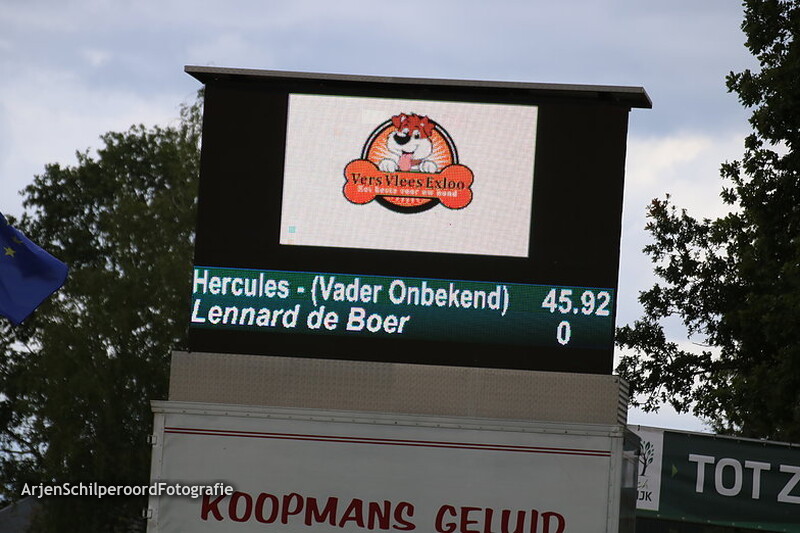 Vers Vlees Exloo
Het beste voor uw hond
Hercules - (Vader Onbekend) 45.92
Lennard de Boer 0
TOT Z
JK
ArjenSchilperoordFotografie
KOOPMANS GELUID